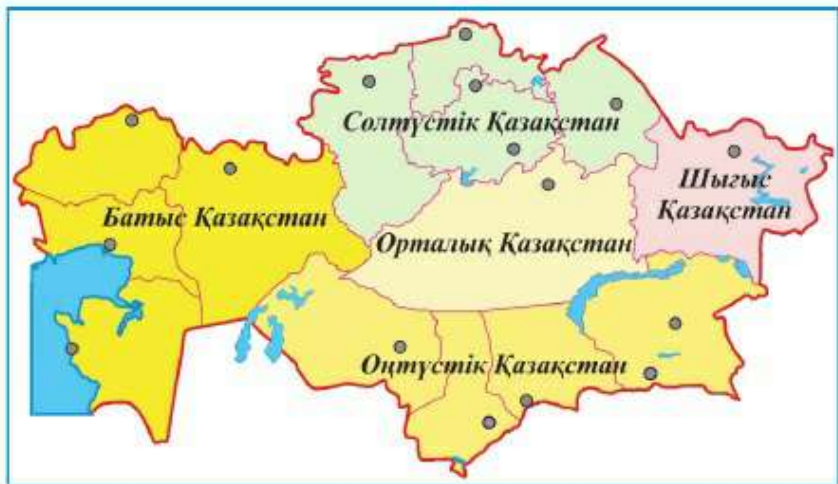 Солтүстік Қазақстан
Шығыс
Қазақстан
Батыс Қазақстан
Орталық Қазақстан
Оңтүстік Қазақстан